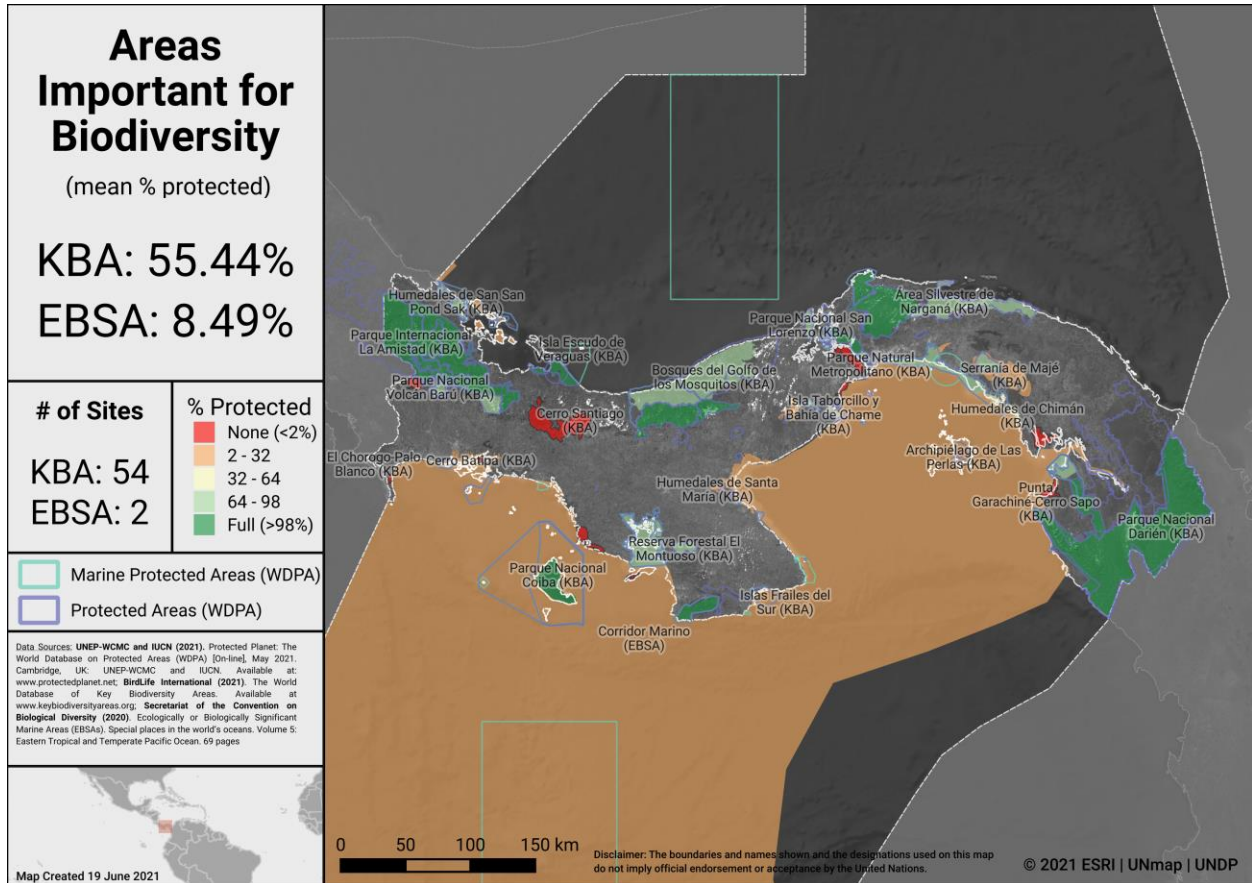 Areas
Important for
Biodiversity
(mean % protected)
KBA: 55.44%
EBSA: 8.49%
# of Sites
KBA: 54
EBSA: 2
% Protected
None (<2%)
2 - 32
32 - 64
64 - 98
Full (>98%)
Marine Protected Areas (WDPA)
Protected Areas (WDPA)
Data Sources: UNEP-WCMC and IUCN (2021). Protected Planet: The
World Database on Protected Areas (WDPA) [On-line], May 2021.
Cambridge, UK: UNEP-WCMC and IUCN. Available at:
www.protectedplanet.net; BirdLife International (2021). The World
Database of Key Biodiversity Areas. Available at
www.keybiodiversityareas.org; Secretariat of the Convention on
Biological Diversity (2020). Ecologically or Biologically Significant
Marine Areas (EBSAs). Special places in the world's oceans. Volume 5:
Eastern Tropical and Temperate Pacific Ocean. 69 pages
Map Created 19 June 2021
Humedales de San San
Pond Sak (KBA)
Parque Internacional
La Amistad (KBA)
Isla Escudo de
Veraguas (KBA)
Parque Nacional
Volcán Barú (KBA)
Cerro Santiago
(KBA)
Bosques del Golfo de
los Mosquitos (KBA)
Parque Nacional San
Lorenzo (KBA)
Área Silvestre de
Narganá (KBA)
Parque Natural
Metropolitano (KBA)
Serranía de Majé
(KBA)
Isla Taborcillo y
Bahía de Chame
(KBA)
Humedales de Chimán
(KBA)
El Chorogo-Palo
Blanco (KBA)
Cerro Batipa (KBA)
Archipiélago de Las
Perlas (KBA)
Humedales de Santa
María (KBA)
Punta
Garachiné-Cerro Sapo
(KBA)
Parque Nacional
Darién (KBA)
Reserva Forestal El
Montuoso (KBA)
Parque Nacional
Coiba (KBA)
Islas Frailes del
Sur (KBA)
Corridor Marino
(EBSA)
0 50 100 150 km
Disclaimer: The boundaries and names shown and the designations used on this map
do not imply official endorsement or acceptance by the United Nations.
© 2021 ESRI | UNmap | UNDP